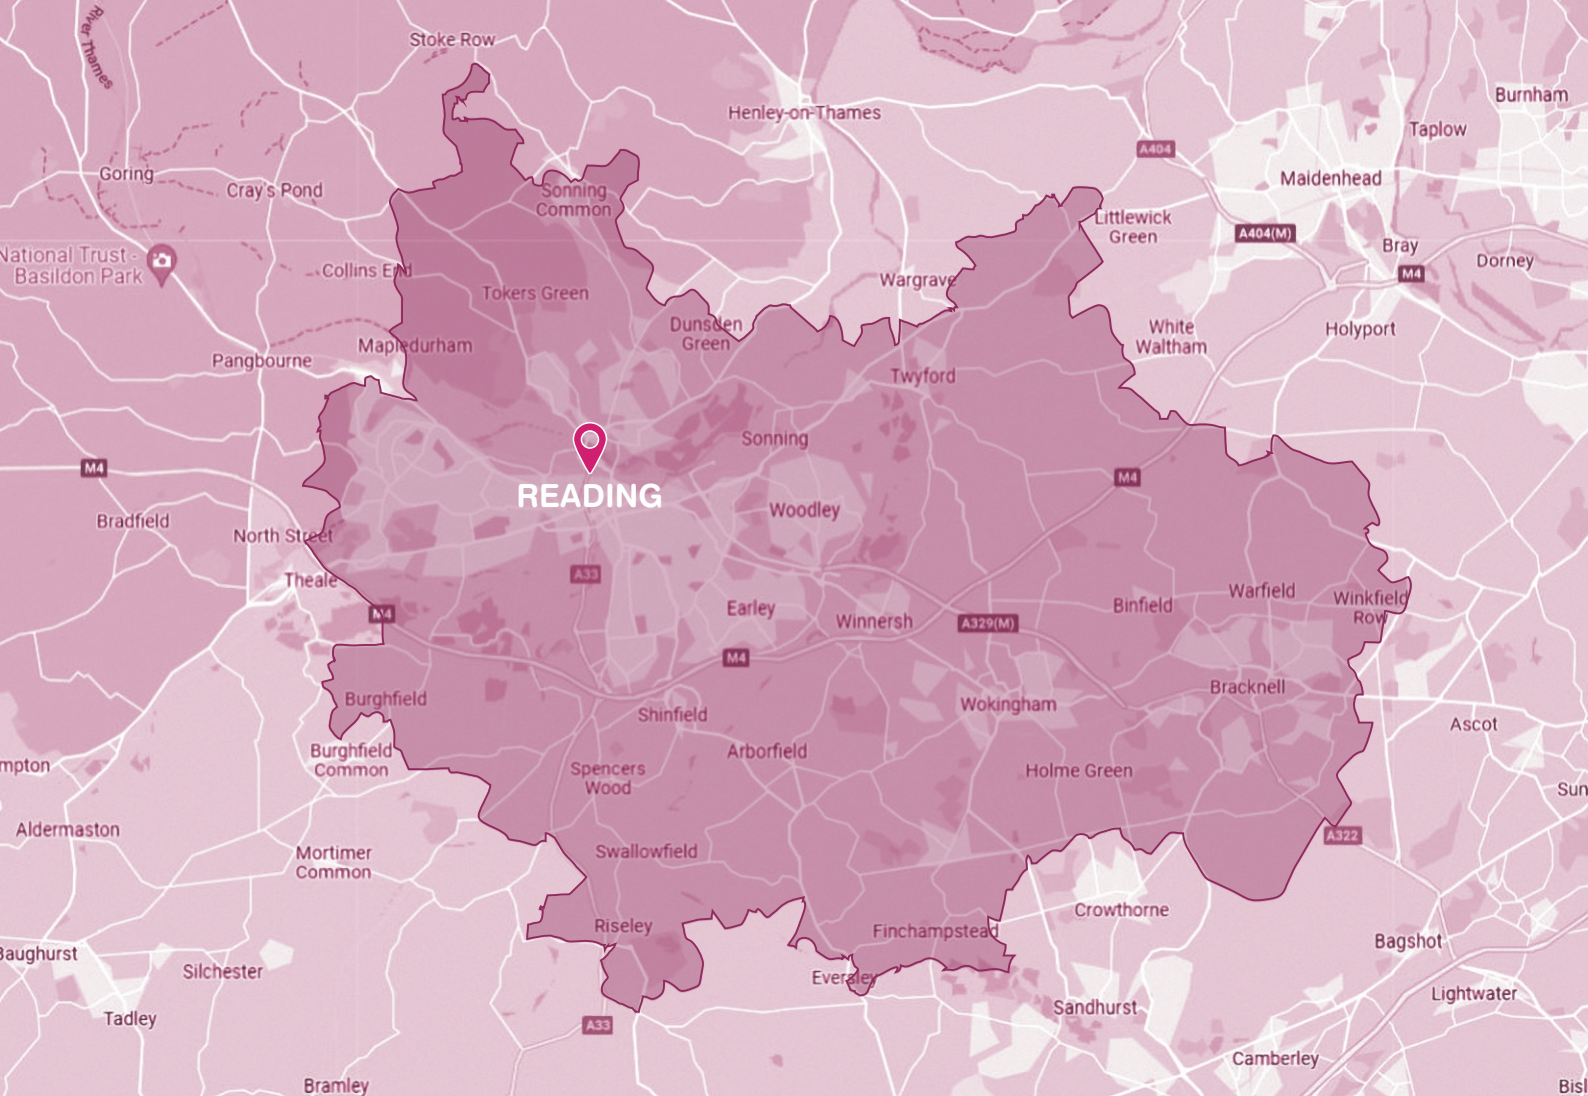 River Thames
Stoke Row
Burnham
Henley-on-Thames
Taplow
A404
Goring
Cray's Pond
Maidenhead
Sonning
Common
Littlewick
Green
A404(M)
Bray
National Trust -
Basildon Park
Collins End
M4
Dorney
Wargrave
Tokers Green
Dunsden
Green
White
Waltham
Holyport
Mapledurham
Pangbourne
Twyford
Sonning
M4
M4
READING
Woodley
Bradfield
North Street
Theale
A33
M4
Earley
Winnersh
A329(M)
Binfield
Warfield
Winkfield
Row
M4
Burghfield
Shinfield
Wokingham
Bracknell
Ascot
Burghfield
Common
Arborfield
mpton
Spencers
Wood
Holme Green
Sun
Aldermaston
A322
Mortimer
Common
Swallowfield
Riseley
Finchampstead
Crowthorne
Bagshot
Baughurst
Silchester
Eversley
Lightwater
Sandhurst
Tadley
A33
Camberley
Bramley
Bisl